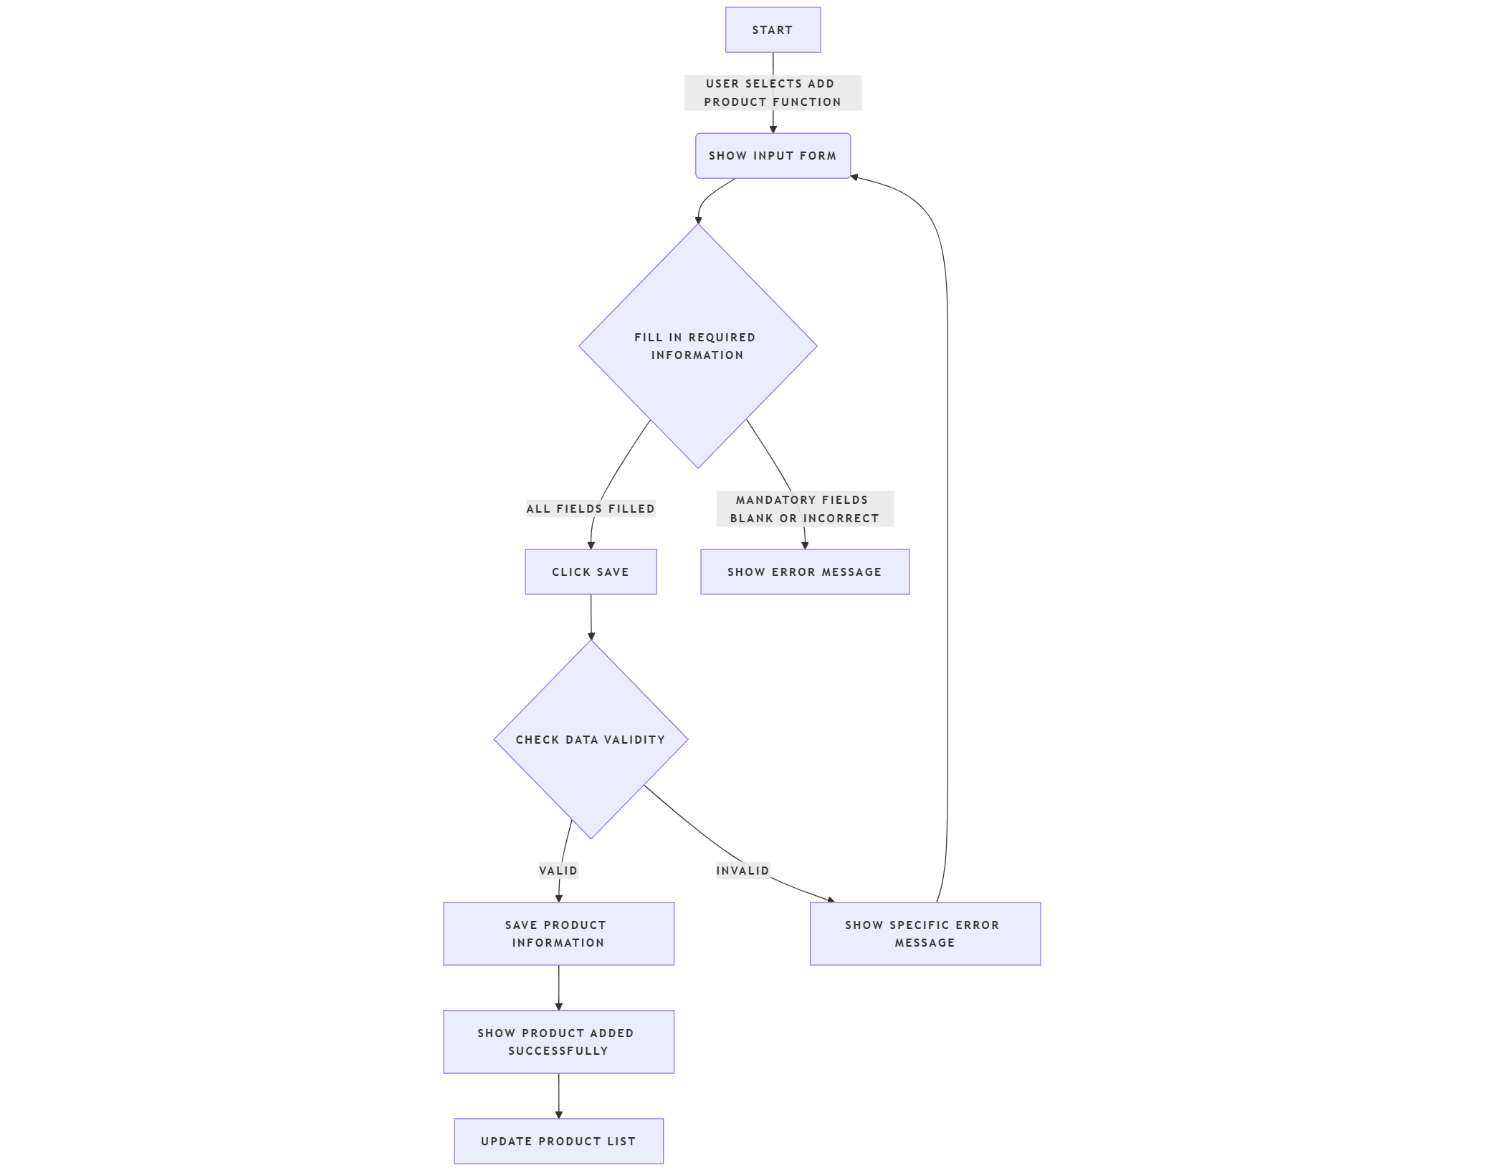 START
USER SELECTS ADD
PRODUCT FUNCTION
SHOW INPUT FORM
FILL IN REQUIRED
INFORMATION
ALL FIELDS FILLED
MANDATORY FIELDS
BLANK OR INCORRECT
CLICK SAVE
SHOW ERROR MESSAGE
CHECK DATA VALIDITY
VALID
INVALID
SAVE PRODUCT
INFORMATION
SHOW SPECIFIC ERROR
MESSAGE
SHOW PRODUCT ADDED
SUCCESSFULLY
UPDATE PRODUCT LIST